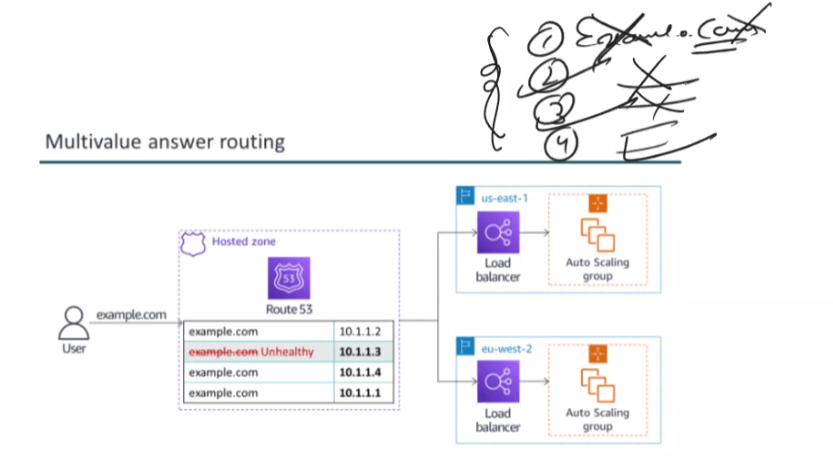 ①
②
③
④ E
Multivalue answer routing
us-east-1
Load balancer
Auto Scaling group
Hosted zone
53
Route 53
example.com
User
example.com 10.1.1.2
example.com Unhealthy 10.1.1.3
example.com 10.1.1.4
example.com 10.1.1.1
eu-west-2
Load balancer
Auto Scaling group